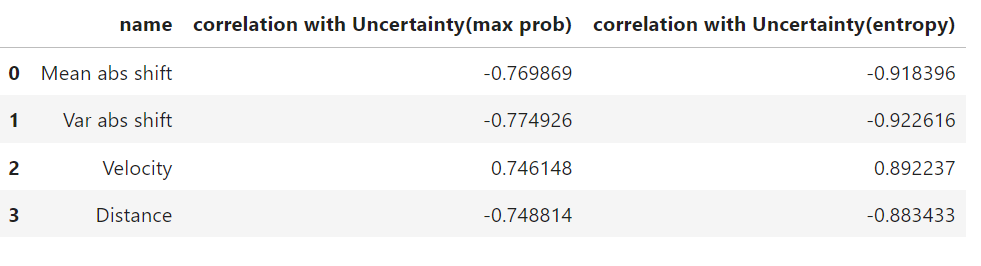 name correlation with Uncertainty(max prob) correlation with Uncertainty(entropy)
0 Mean abs shift -0.769869 -0.918396
1 Var abs shift -0.774926 -0.922616
2 Velocity 0.746148 0.892237
3 Distance -0.748814 -0.883433